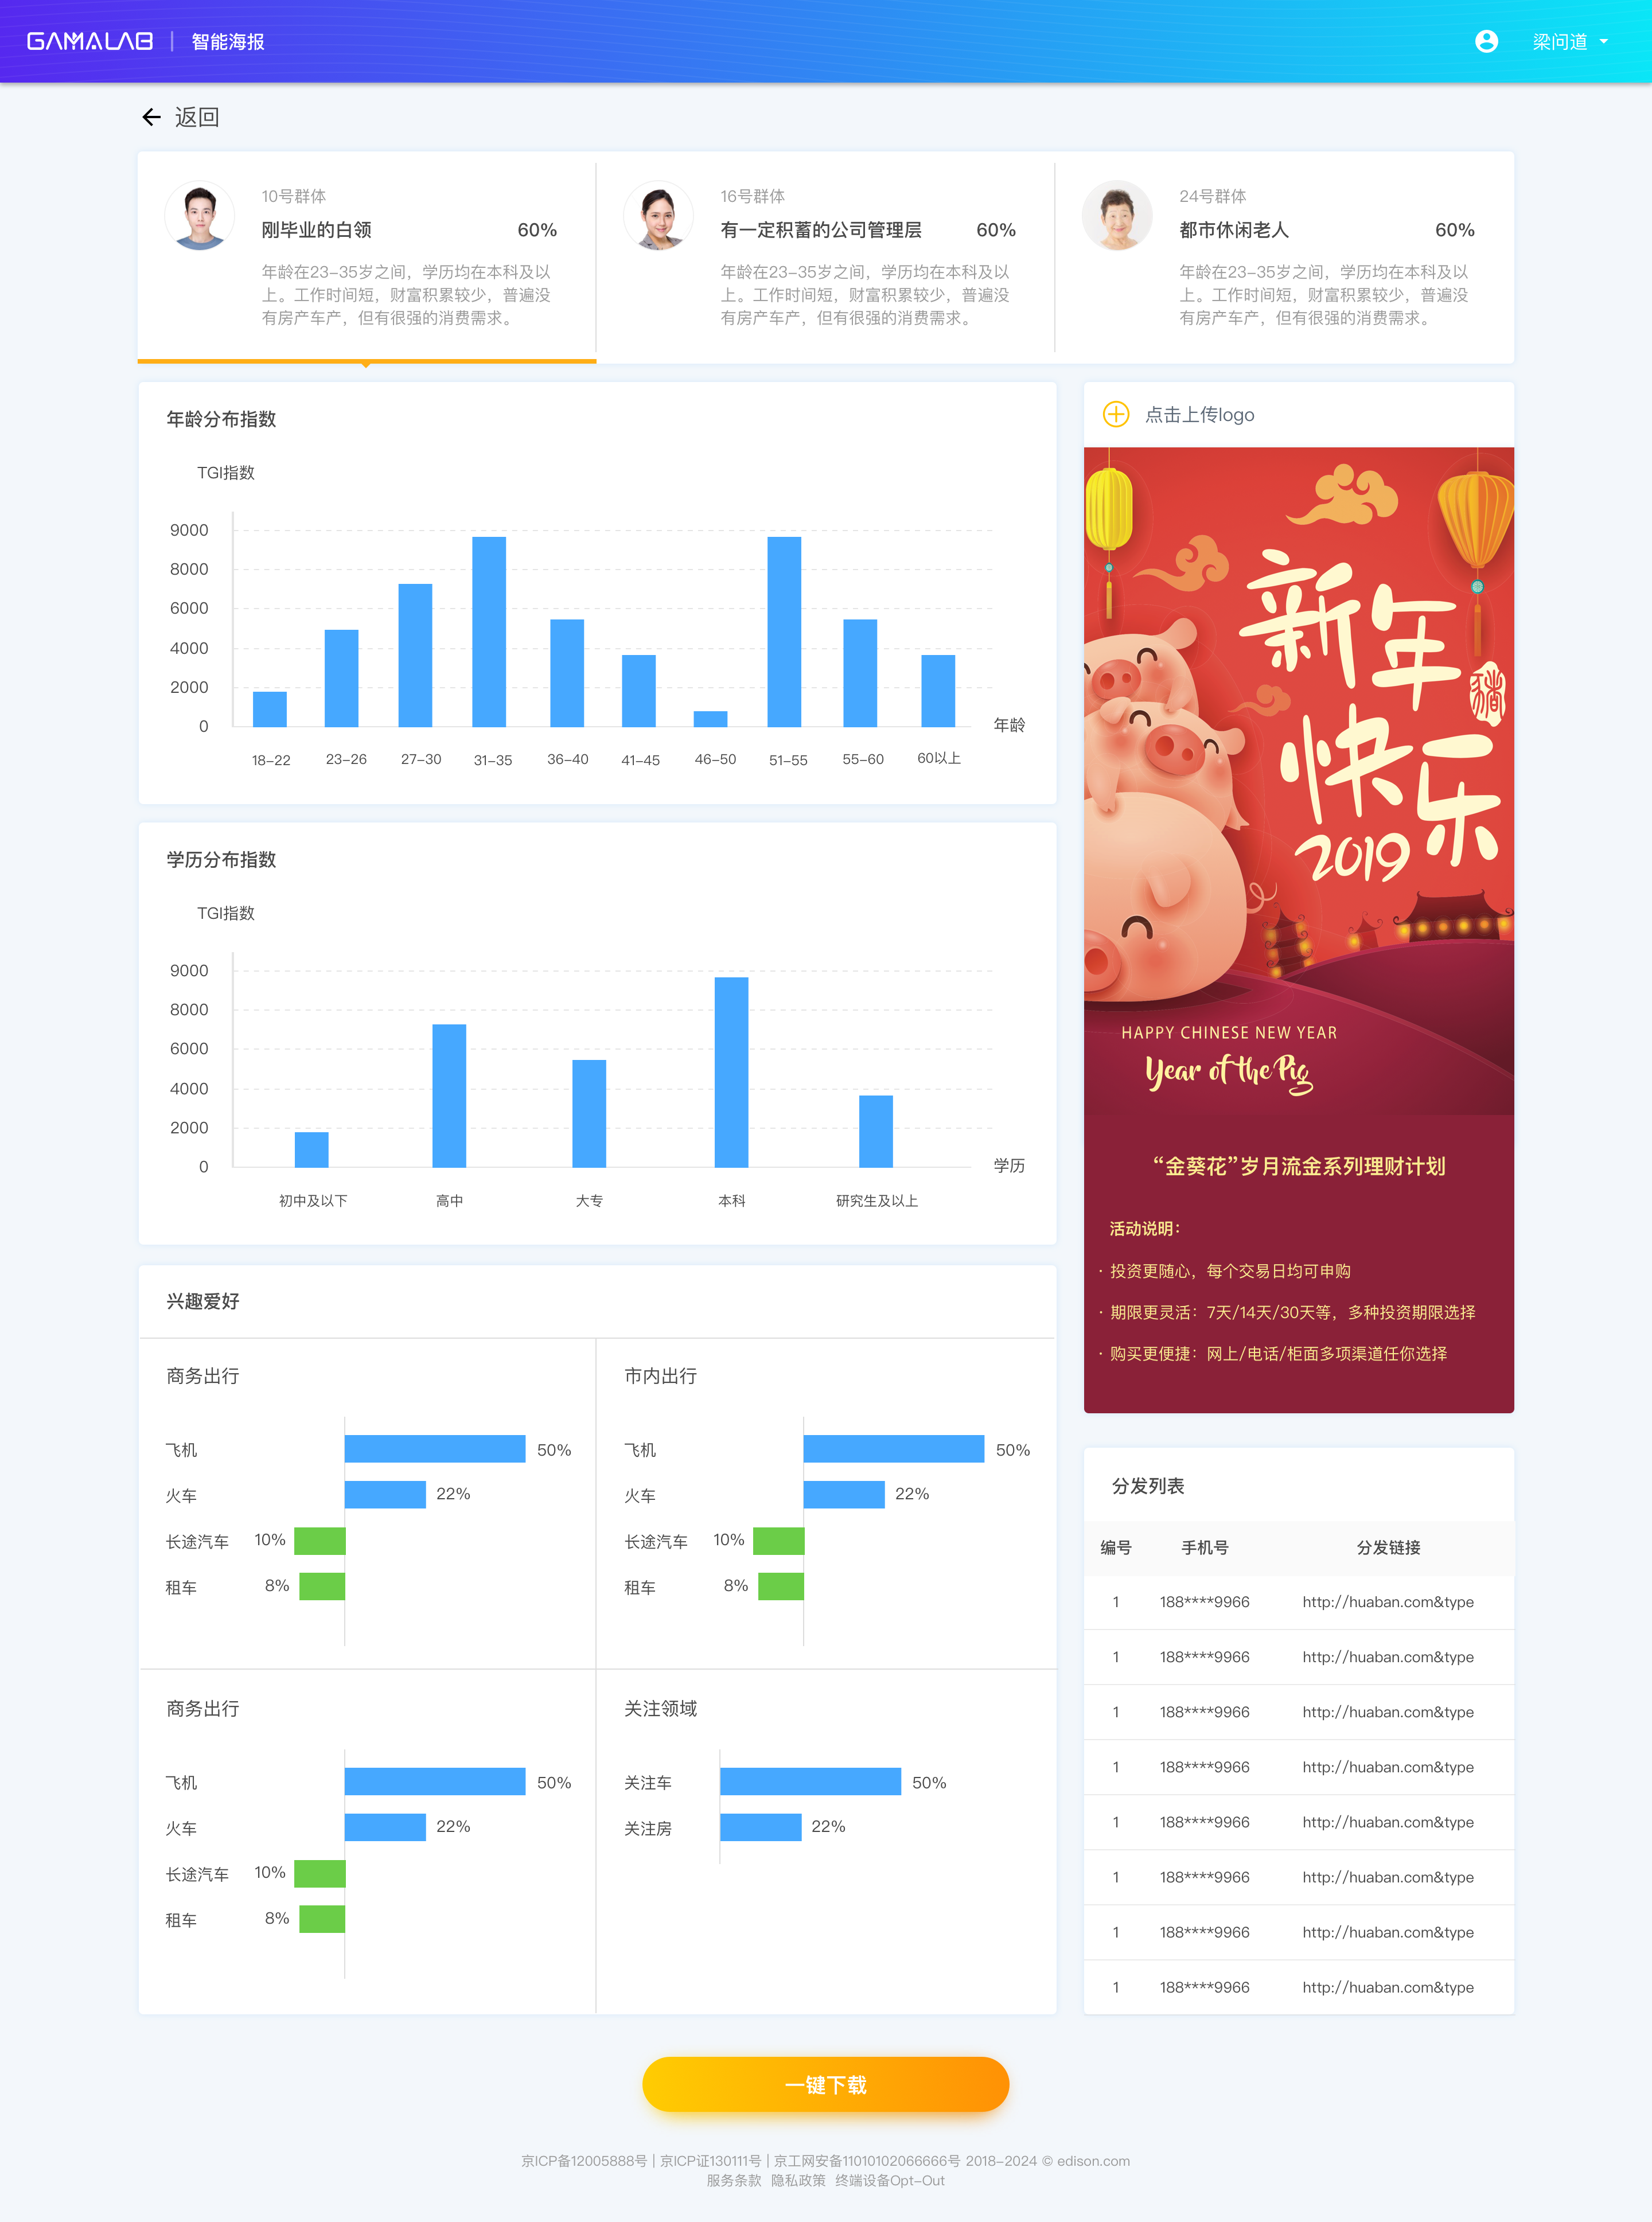 GAMALAB
智能海报
梁问道
返回
10号群体
刚毕业的白领 60%
年龄在23-35岁之间，学历均在本科及以
上。工作时间短，财富积累较少，普遍没
有房产车产，但有很强的消费需求。
16号群体
有一定积蓄的公司管理层 60%
年龄在23-35岁之间，学历均在本科及以
上。工作时间短，财富积累较少，普遍没
有房产车产，但有很强的消费需求。
24号群体
都市休闲老人 60%
年龄在23-35岁之间，学历均在本科及以
上。工作时间短，财富积累较少，普遍没
有房产车产，但有很强的消费需求。
年龄分布指数
TGI指数
9000
8000
6000
4000
2000
0
年龄
18-22 23-26 27-30 31-35 36-40 41-45 46-50 51-55 55-60 60以上
学历分布指数
TGI指数
9000
8000
6000
4000
2000
0
学历
初中及以下 高中 大专 本科 研究生及以上
兴趣爱好
商务出行
飞机 50%
火车 22%
长途汽车 10%
租车 8%
市内出行
飞机 50%
火车 22%
长途汽车 10%
租车 8%
商务出行
飞机 50%
火车 22%
长途汽车 10%
租车 8%
关注领域
关注车 50%
关注房 22%
点击上传logo
新年
快乐
豬
2019
HAPPY CHINESE NEW YEAR
Year of the Pig
“金葵花”岁月流金系列理财计划
活动说明：
· 投资更随心，每个交易日均可申购
· 期限更灵活：7天/14天/30天等，多种投资期限选择
· 购买更便捷：网上/电话/柜面多项渠道任你选择
分发列表
编号 手机号 分发链接
1 188****9966 http://huaban.com&type
1 188****9966 http://huaban.com&type
1 188****9966 http://huaban.com&type
1 188****9966 http://huaban.com&type
1 188****9966 http://huaban.com&type
1 188****9966 http://huaban.com&type
1 188****9966 http://huaban.com&type
1 188****9966 http://huaban.com&type
一键下载
京ICP备12005888号 | 京ICP证130111号 | 京工网安备11010102066666号 2018-2024 © edison.com
服务条款 隐私政策 终端设备Opt-Out